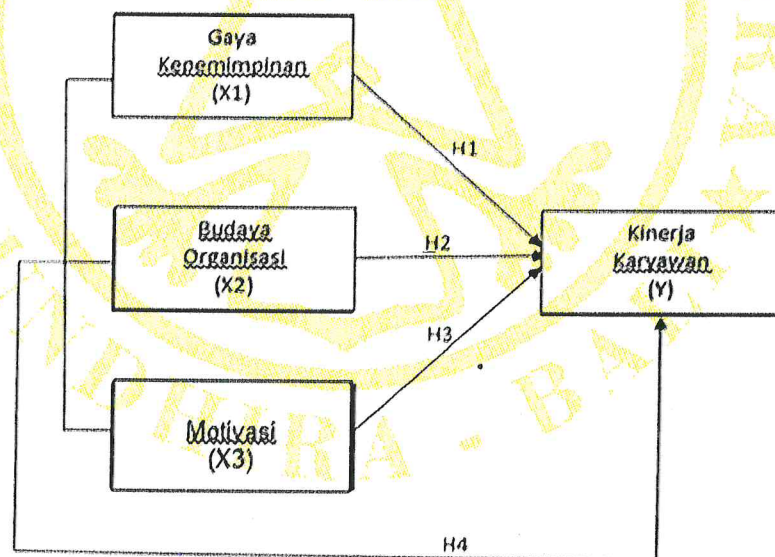 Gaya
Kepemimpinan
(X1)
H1
Budaya
Organisasi
(X2)
H2
Kinerja
Karyawan
(Y)
H3
Motivasi
(X3)
H4